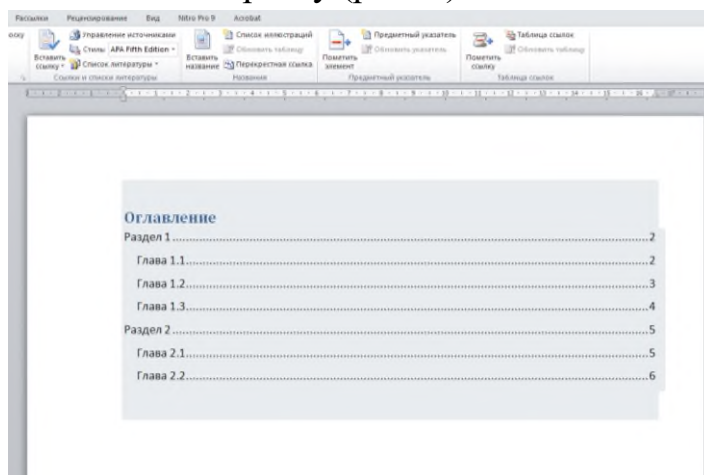 Рассылки Рецензирование Вид Nitro Pro 9 Acrobat
Вставить ссылку
Управление источниками
Стиль: APA Fifth Edition
Список литературы
Ссылки и списки литературы
Вставить название
Список иллюстраций
Обновить таблицу
Перекрестная ссылка
Названия
Пометить элемент
Предметный указатель
Обновить указатель
Предметный указатель
Пометить ссылку
Таблица ссылок
Обновить таблицу
Таблица ссылок
Оглавление
Раздел 1 2
Глава 1.1 2
Глава 1.2 3
Глава 1.3 4
Раздел 2 5
Глава 2.1 5
Глава 2.2 6